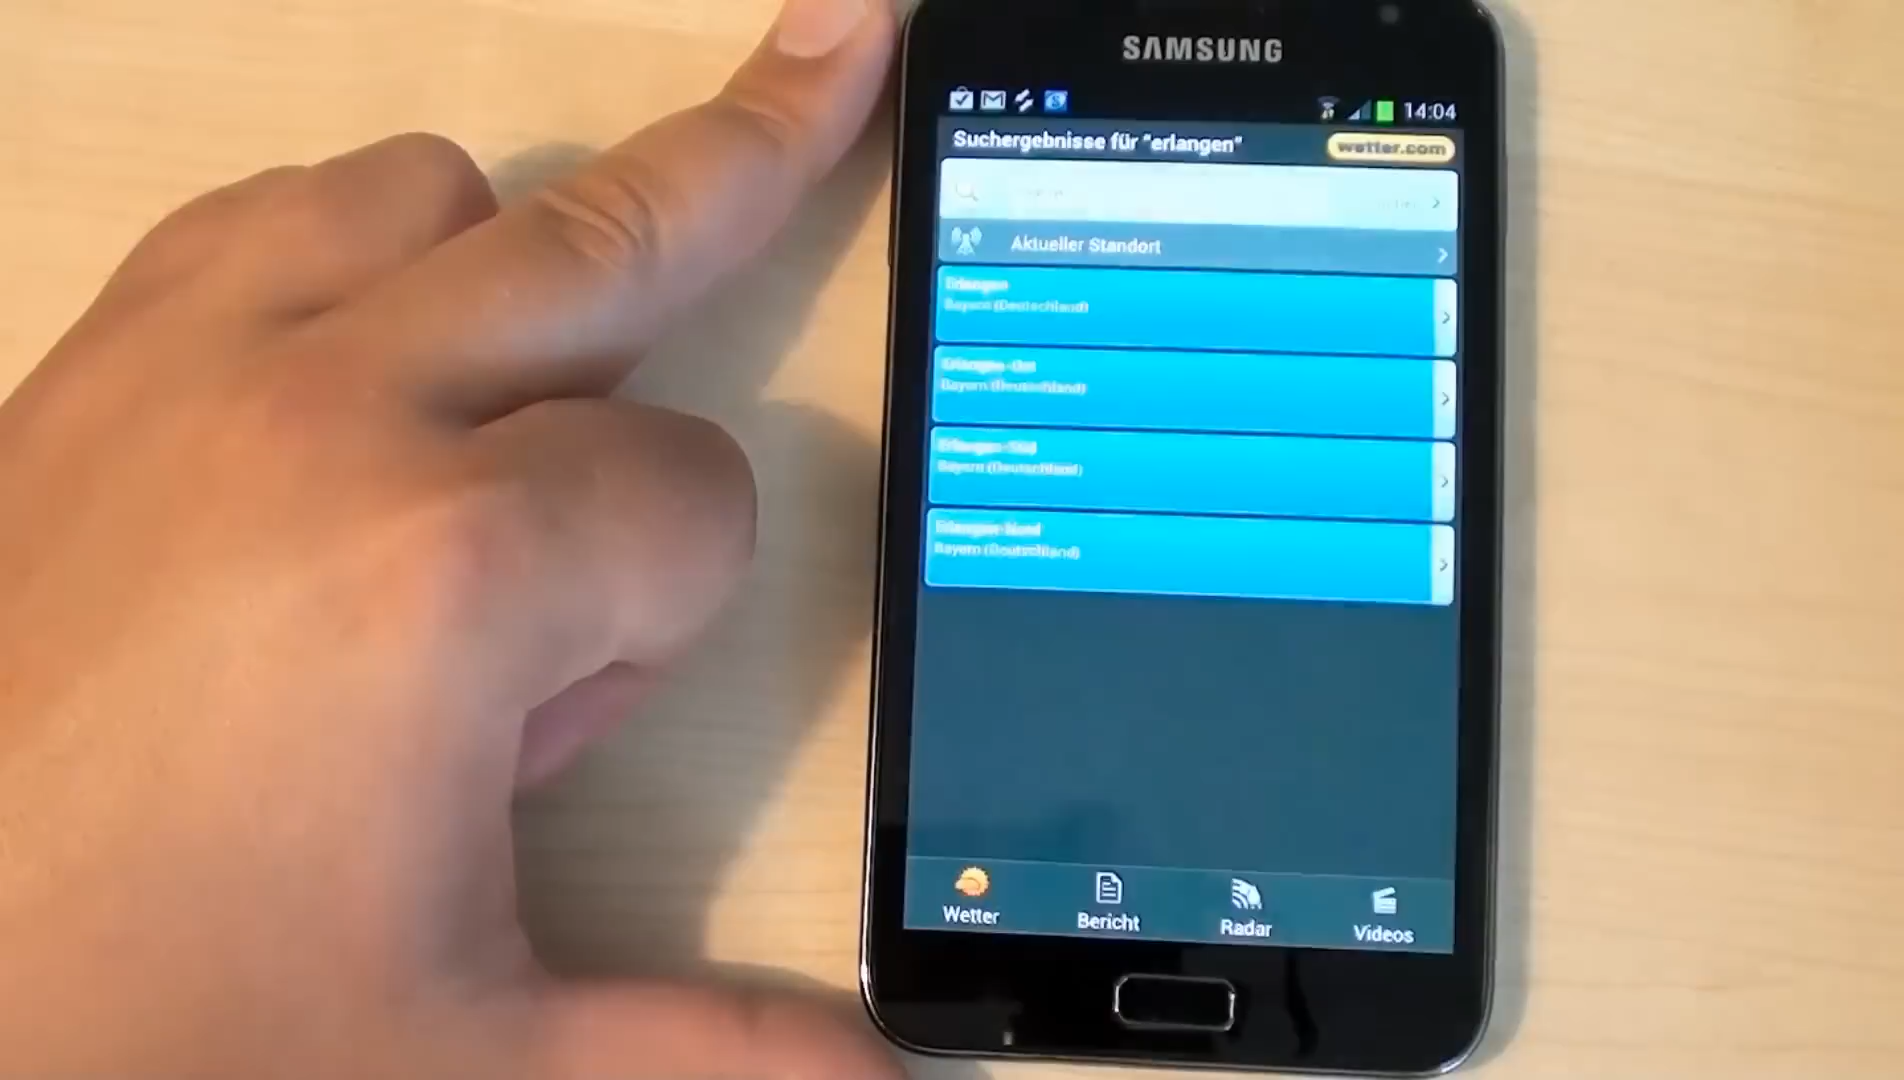 SAMSUNG
14:04
Suchergebnisse für "erlangen"
wetter.com
Aktueller Standort
Erlangen
Bayern (Deutschland)
Erlangen-Ost
Bayern (Deutschland)
Erlangen-Süd
Bayern (Deutschland)
Erlangen-Nord
Bayern (Deutschland)
Wetter
Bericht
Radar
Videos